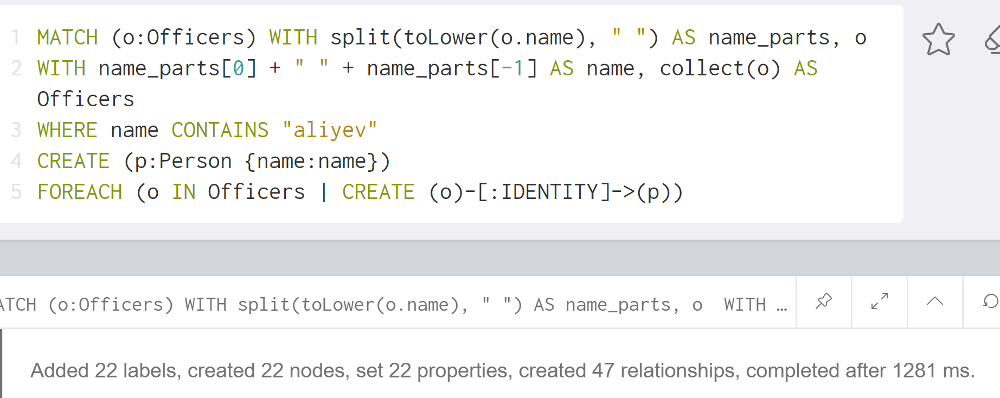 1 MATCH (o:Officers) WITH split(toLower(o.name), " ") AS name_parts, o
2 WITH name_parts[0] + " " + name_parts[-1] AS name, collect(o) AS
Officers
3 WHERE name CONTAINS "aliyev"
4 CREATE (p:Person {name:name})
5 FOREACH (o IN Officers | CREATE (o)-[:IDENTITY]->(p))
ATCH (o:Officers) WITH split(toLower(o.name), " ") AS name_parts, o  WITH …
Added 22 labels, created 22 nodes, set 22 properties, created 47 relationships, completed after 1281 ms.